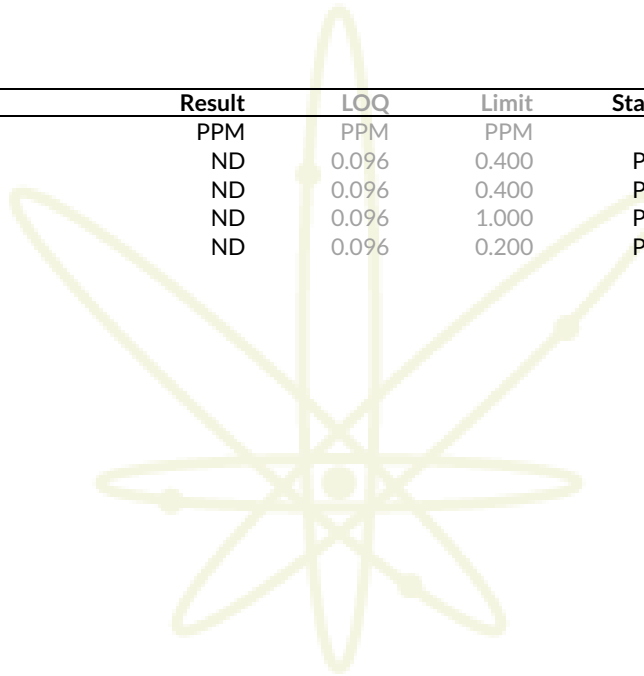 Result LOQ Limit Sta
PPM PPM PPM
ND 0.096 0.400 P
ND 0.096 0.400 P
ND 0.096 1.000 P
ND 0.096 0.200 P